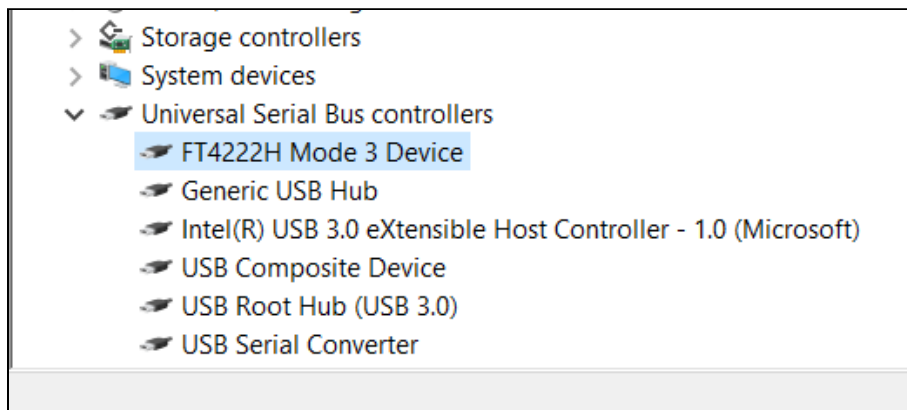 Storage controllers
System devices
Universal Serial Bus controllers
FT4222H Mode 3 Device
Generic USB Hub
Intel(R) USB 3.0 eXtensible Host Controller - 1.0 (Microsoft)
USB Composite Device
USB Root Hub (USB 3.0)
USB Serial Converter